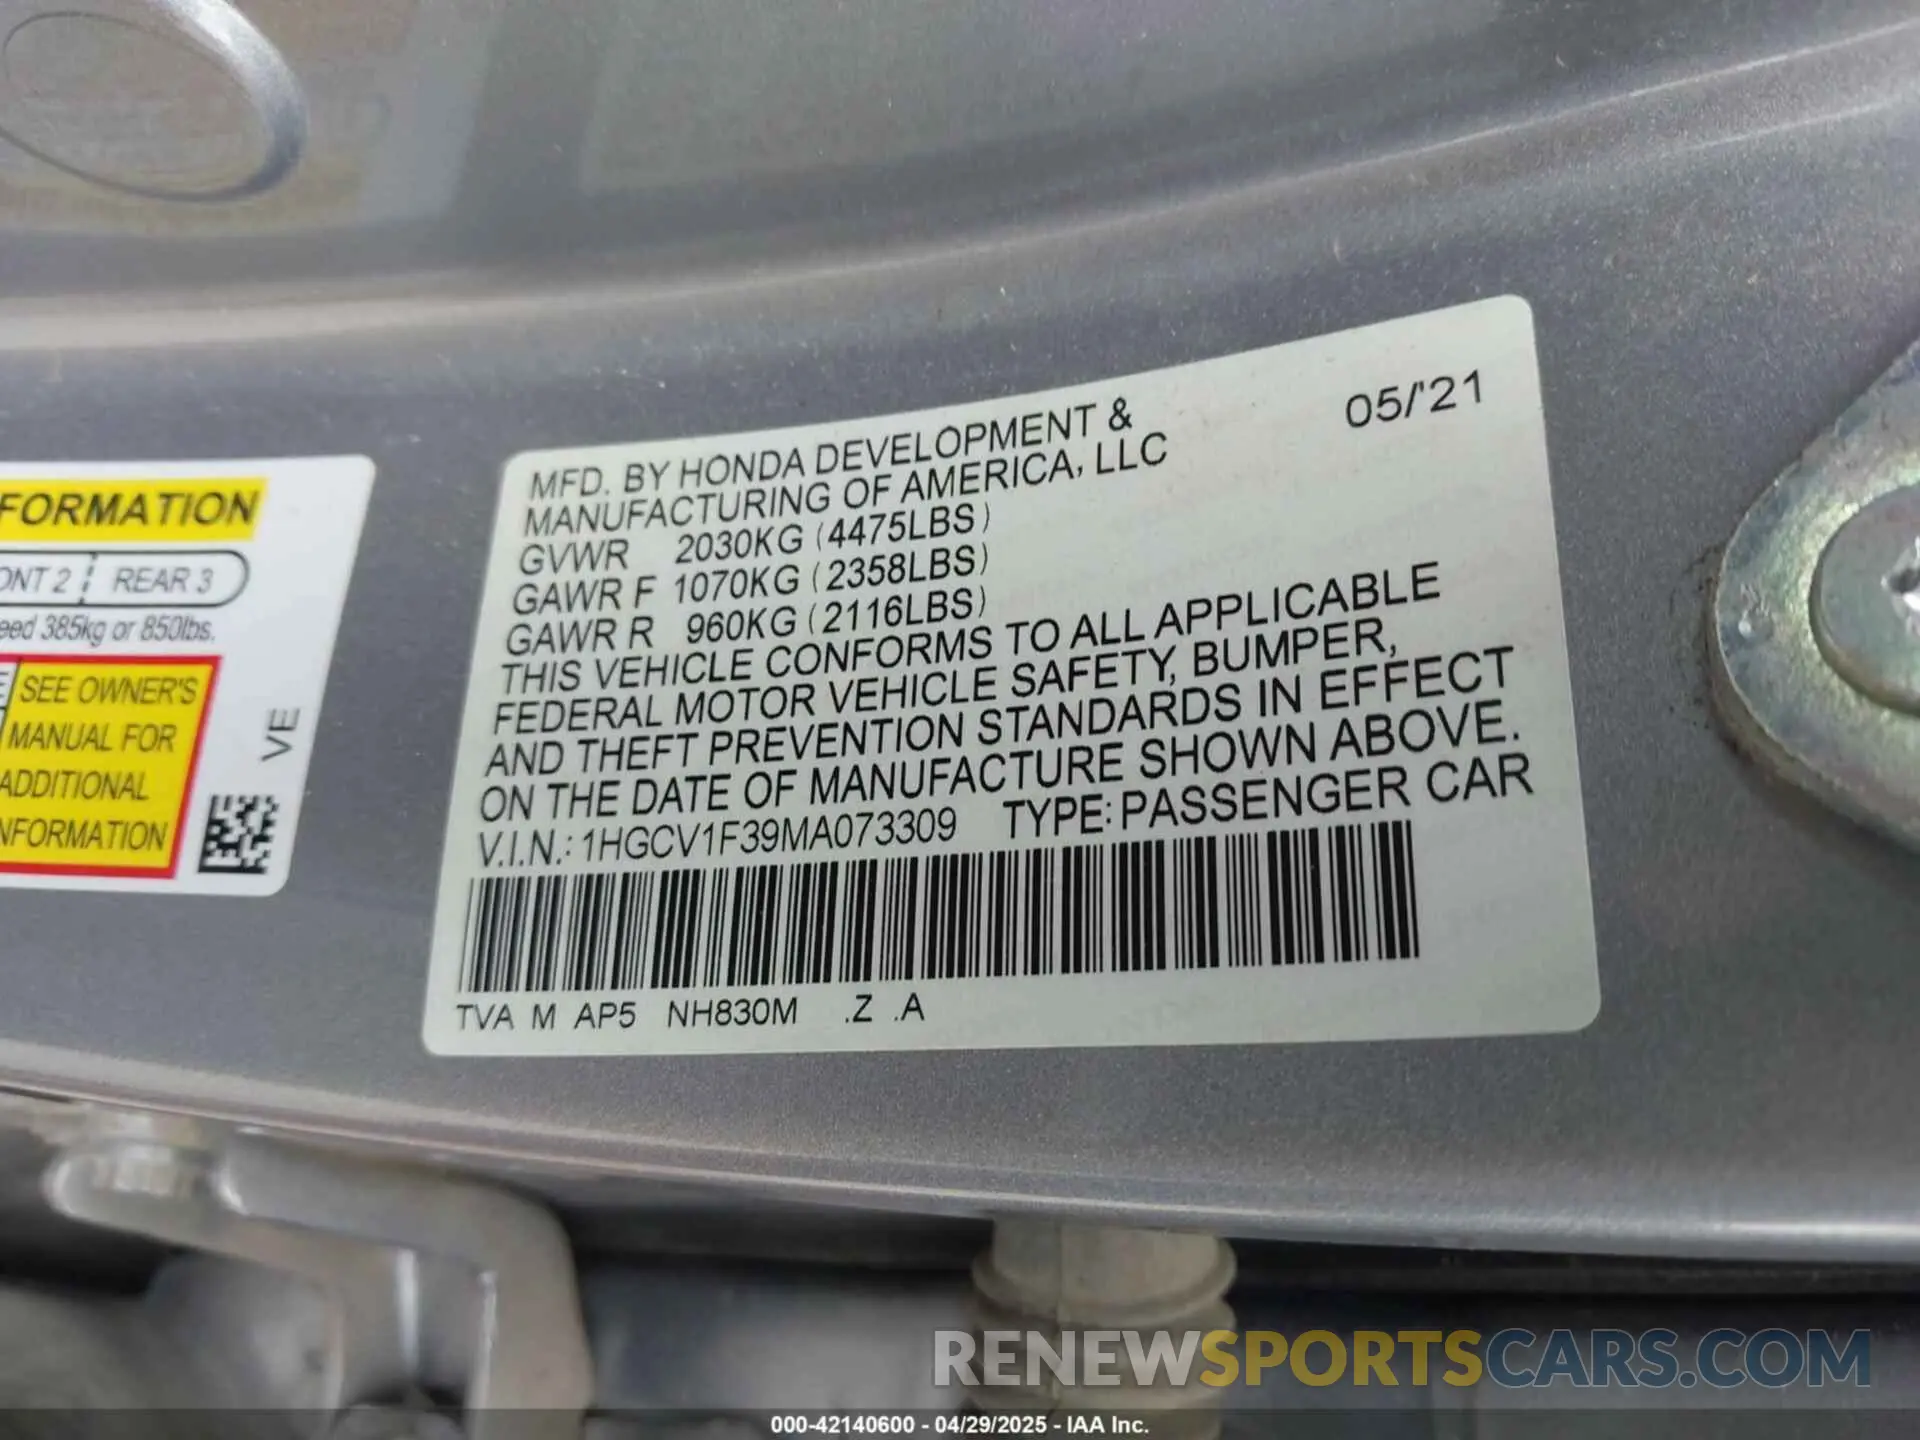 FORMATION
ONT 2 REAR 3
eed 385kg or 850lbs.
SEE OWNER'S
MANUAL FOR
ADDITIONAL
NFORMATION
VE
05/'21
MFD. BY HONDA DEVELOPMENT &
MANUFACTURING OF AMERICA, LLC
GVWR 2030KG (4475LBS)
GAWR F 1070KG (2358LBS)
GAWR R 960KG (2116LBS)
THIS VEHICLE CONFORMS TO ALL APPLICABLE
FEDERAL MOTOR VEHICLE SAFETY, BUMPER,
AND THEFT PREVENTION STANDARDS IN EFFECT
ON THE DATE OF MANUFACTURE SHOWN ABOVE.
V.I.N.: 1HGCV1F39MA073309 TYPE: PASSENGER CAR
TVA M AP5 NH830M .Z .A
RENEWSPORTSCARS.COM
000-42140600 - 04/29/2025 - IAA Inc.